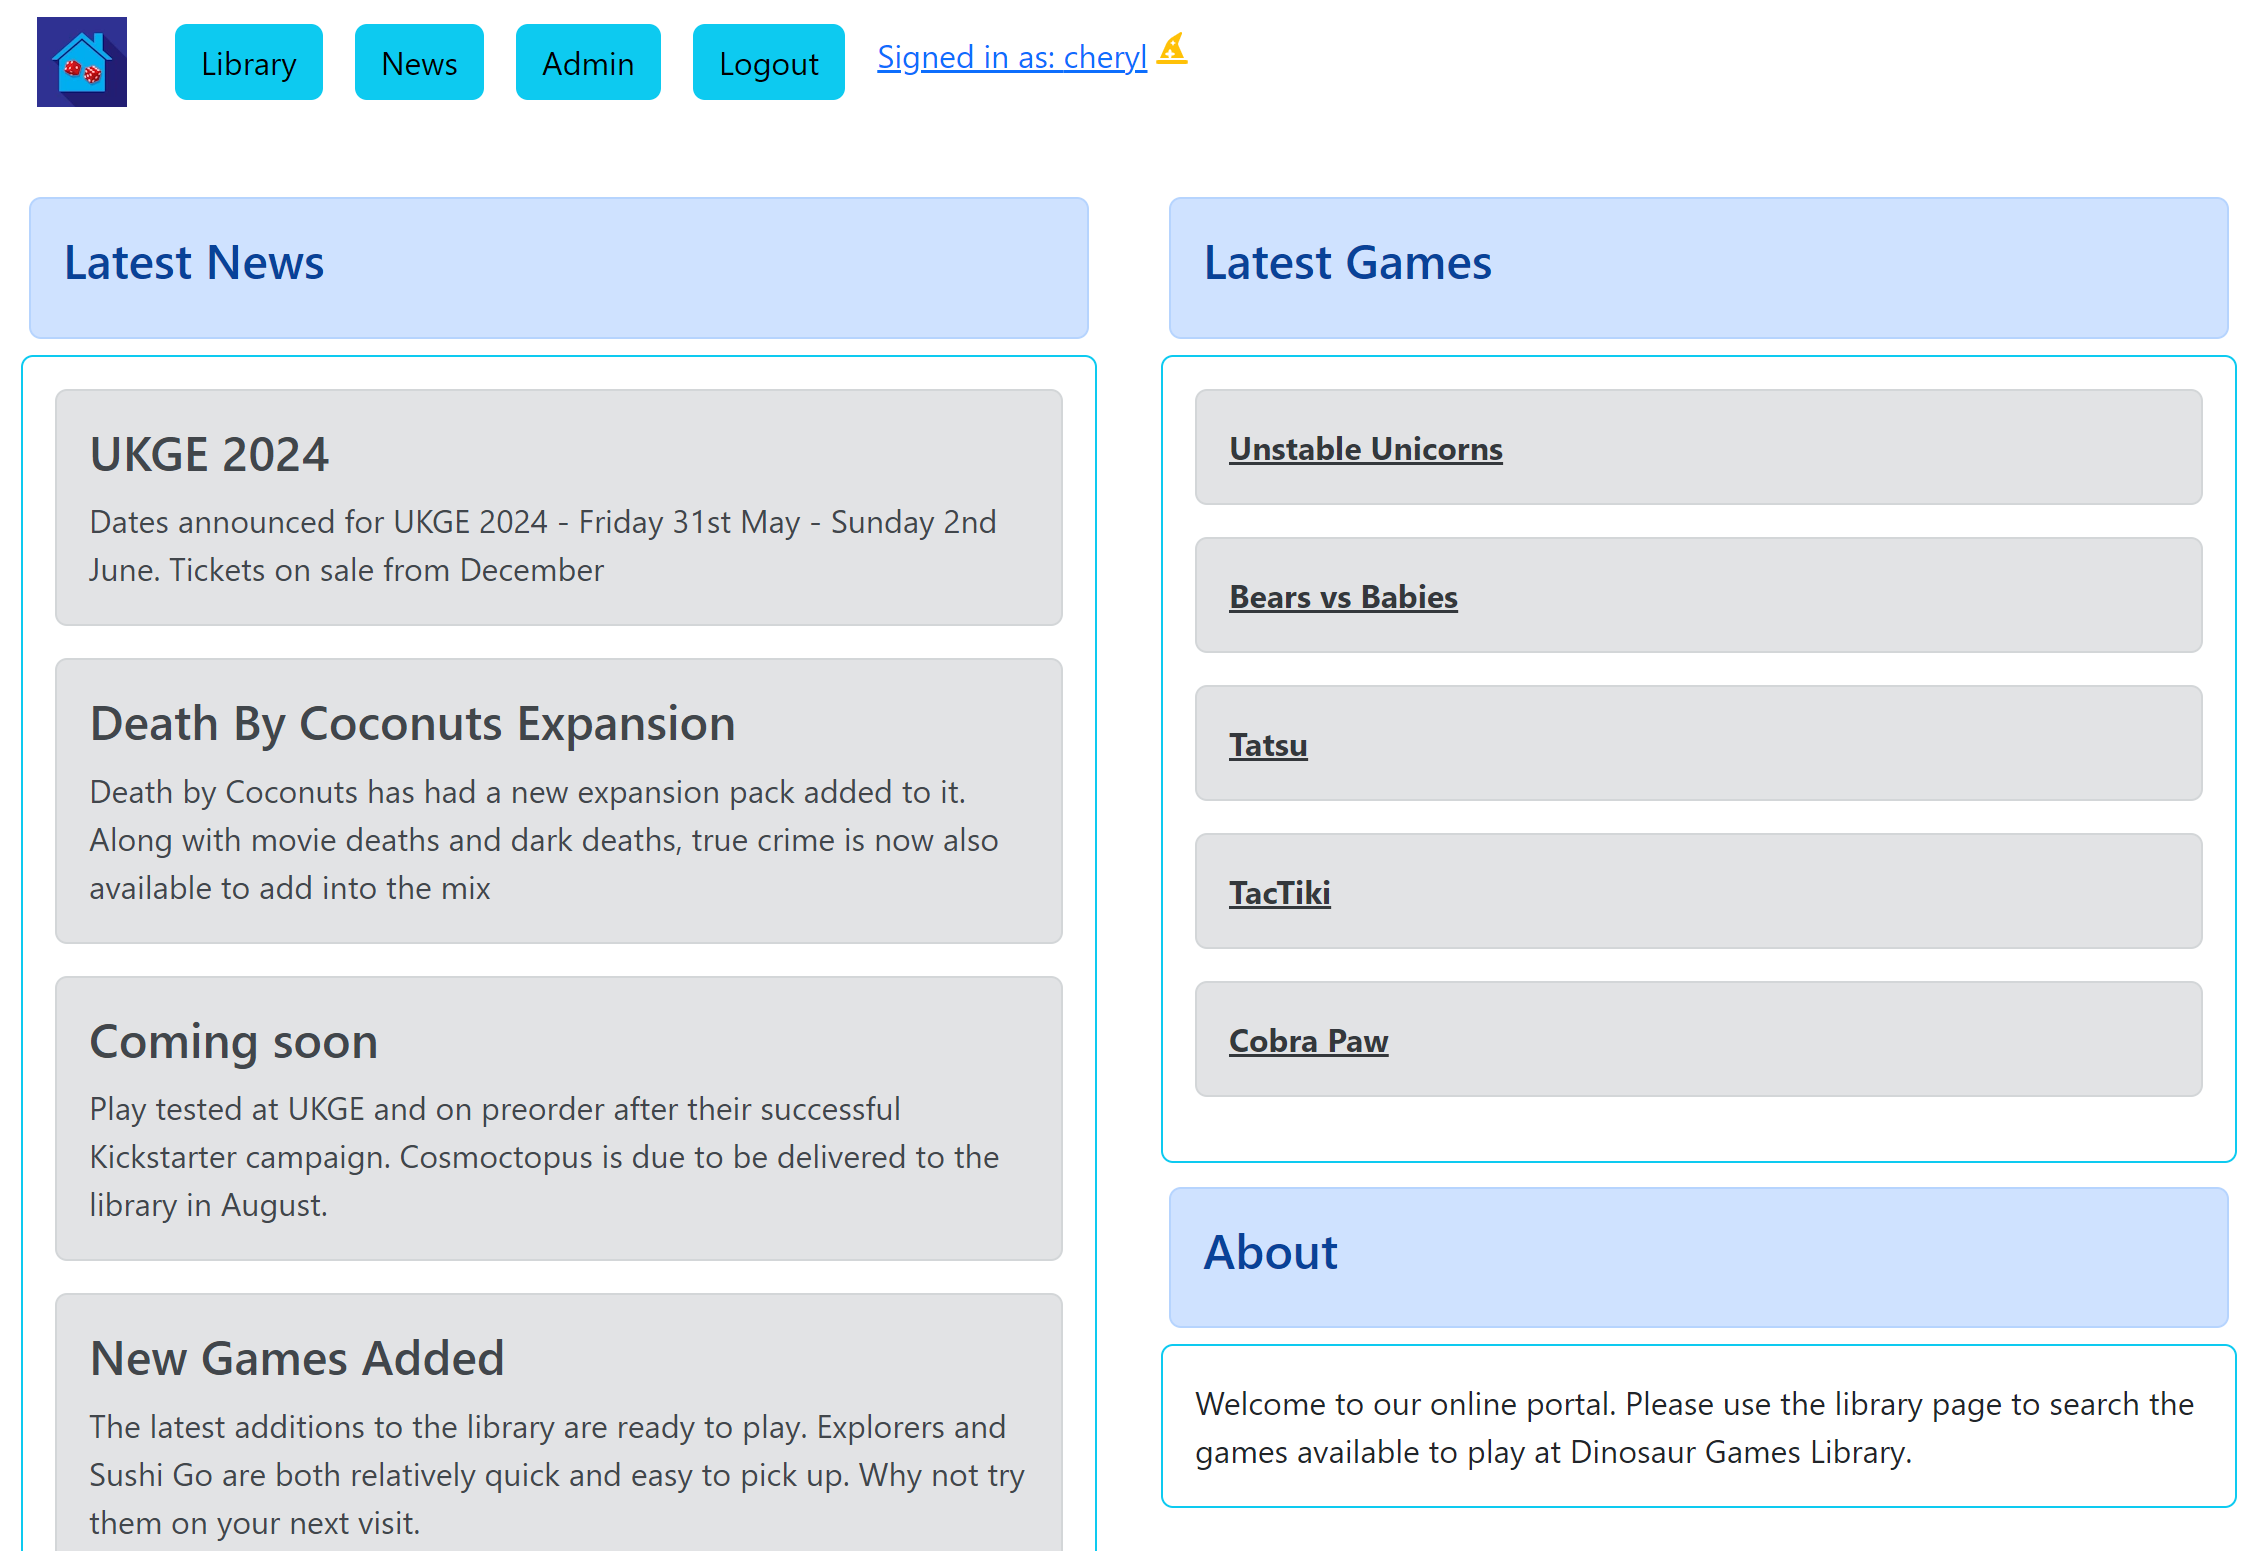 Library
News
Admin
Logout
Signed in as: cheryl
Latest News
UKGE 2024
Dates announced for UKGE 2024 - Friday 31st May - Sunday 2nd
June. Tickets on sale from December
Death By Coconuts Expansion
Death by Coconuts has had a new expansion pack added to it.
Along with movie deaths and dark deaths, true crime is now also
available to add into the mix
Coming soon
Play tested at UKGE and on preorder after their successful
Kickstarter campaign. Cosmoctopus is due to be delivered to the
library in August.
New Games Added
The latest additions to the library are ready to play. Explorers and
Sushi Go are both relatively quick and easy to pick up. Why not try
them on your next visit.
Latest Games
Unstable Unicorns
Bears vs Babies
Tatsu
TacTiki
Cobra Paw
About
Welcome to our online portal. Please use the library page to search the
games available to play at Dinosaur Games Library.